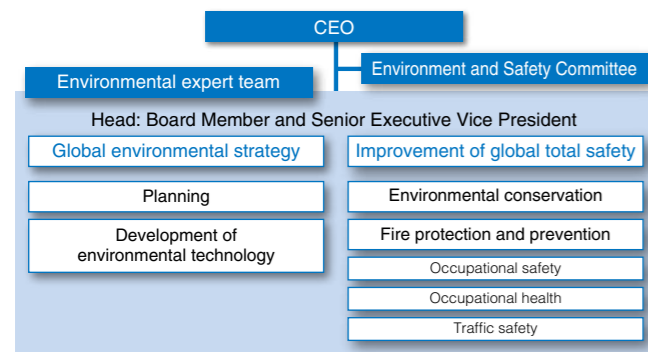 CEO
Environment and Safety Committee
Environmental expert team
Head: Board Member and Senior Executive Vice President
Global environmental strategy
Planning
Development of
environmental technology
Improvement of global total safety
Environmental conservation
Fire protection and prevention
Occupational safety
Occupational health
Traffic safety